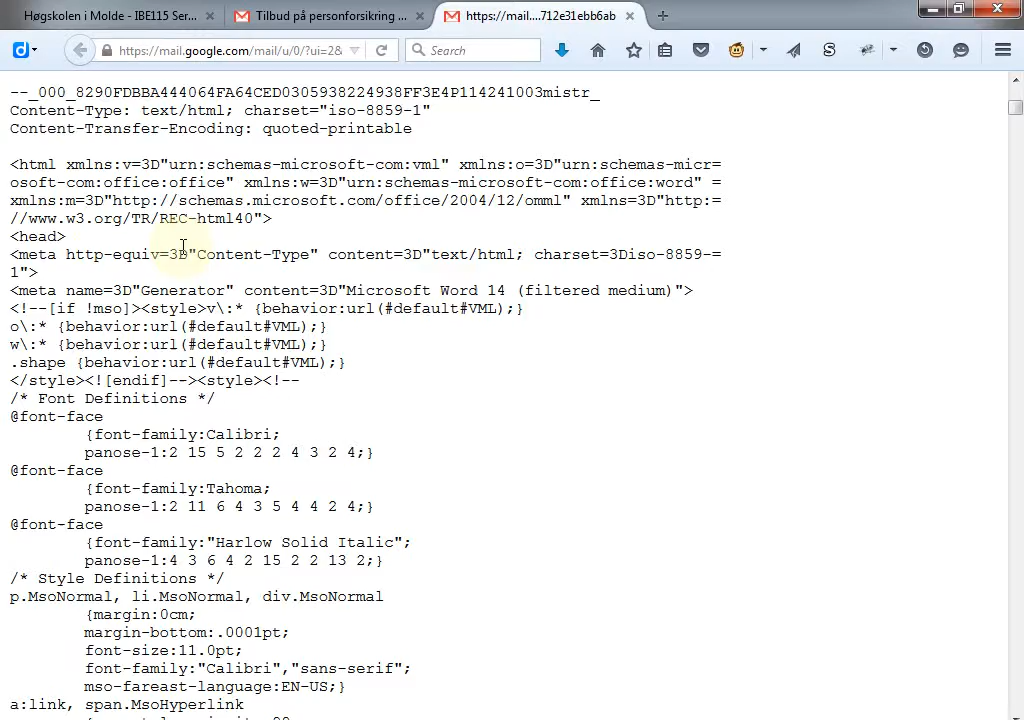 Høgskolen i Molde - IBE115 Ser...
Tilbud på personforsikring ...
https://mail....712e31ebb6ab
https://mail.google.com/mail/u/0/?ui=2&
Search
--_000_8290FDBBA444064FA64CED0305938224938FF3E4P114241003mistr_
Content-Type: text/html; charset="iso-8859-1"
Content-Transfer-Encoding: quoted-printable
<html xmlns:v=3D"urn:schemas-microsoft-com:vml" xmlns:o=3D"urn:schemas-micr=
osoft-com:office:office" xmlns:w=3D"urn:schemas-microsoft-com:office:word" =
xmlns:m=3D"http://schemas.microsoft.com/office/2004/12/omml" xmlns=3D"http:=
//www.w3.org/TR/REC-html40">
<head>
<meta http-equiv=3D"Content-Type" content=3D"text/html; charset=3Diso-8859-=
1">
<meta name=3D"Generator" content=3D"Microsoft Word 14 (filtered medium)">
<!--[if !mso]><style>v\:* {behavior:url(#default#VML);}
o\:* {behavior:url(#default#VML);}
w\:* {behavior:url(#default#VML);}
.shape {behavior:url(#default#VML);}
</style><![endif]--><style><!--
/* Font Definitions */
@font-face
{font-family:Calibri;
panose-1:2 15 5 2 2 2 4 3 2 4;}
@font-face
{font-family:Tahoma;
panose-1:2 11 6 4 3 5 4 4 2 4;}
@font-face
{font-family:"Harlow Solid Italic";
panose-1:4 3 6 4 2 15 2 2 13 2;}
/* Style Definitions */
p.MsoNormal, li.MsoNormal, div.MsoNormal
{margin:0cm;
margin-bottom:.0001pt;
font-size:11.0pt;
font-family:"Calibri","sans-serif";
mso-fareast-language:EN-US;}
a:link, span.MsoHyperlink